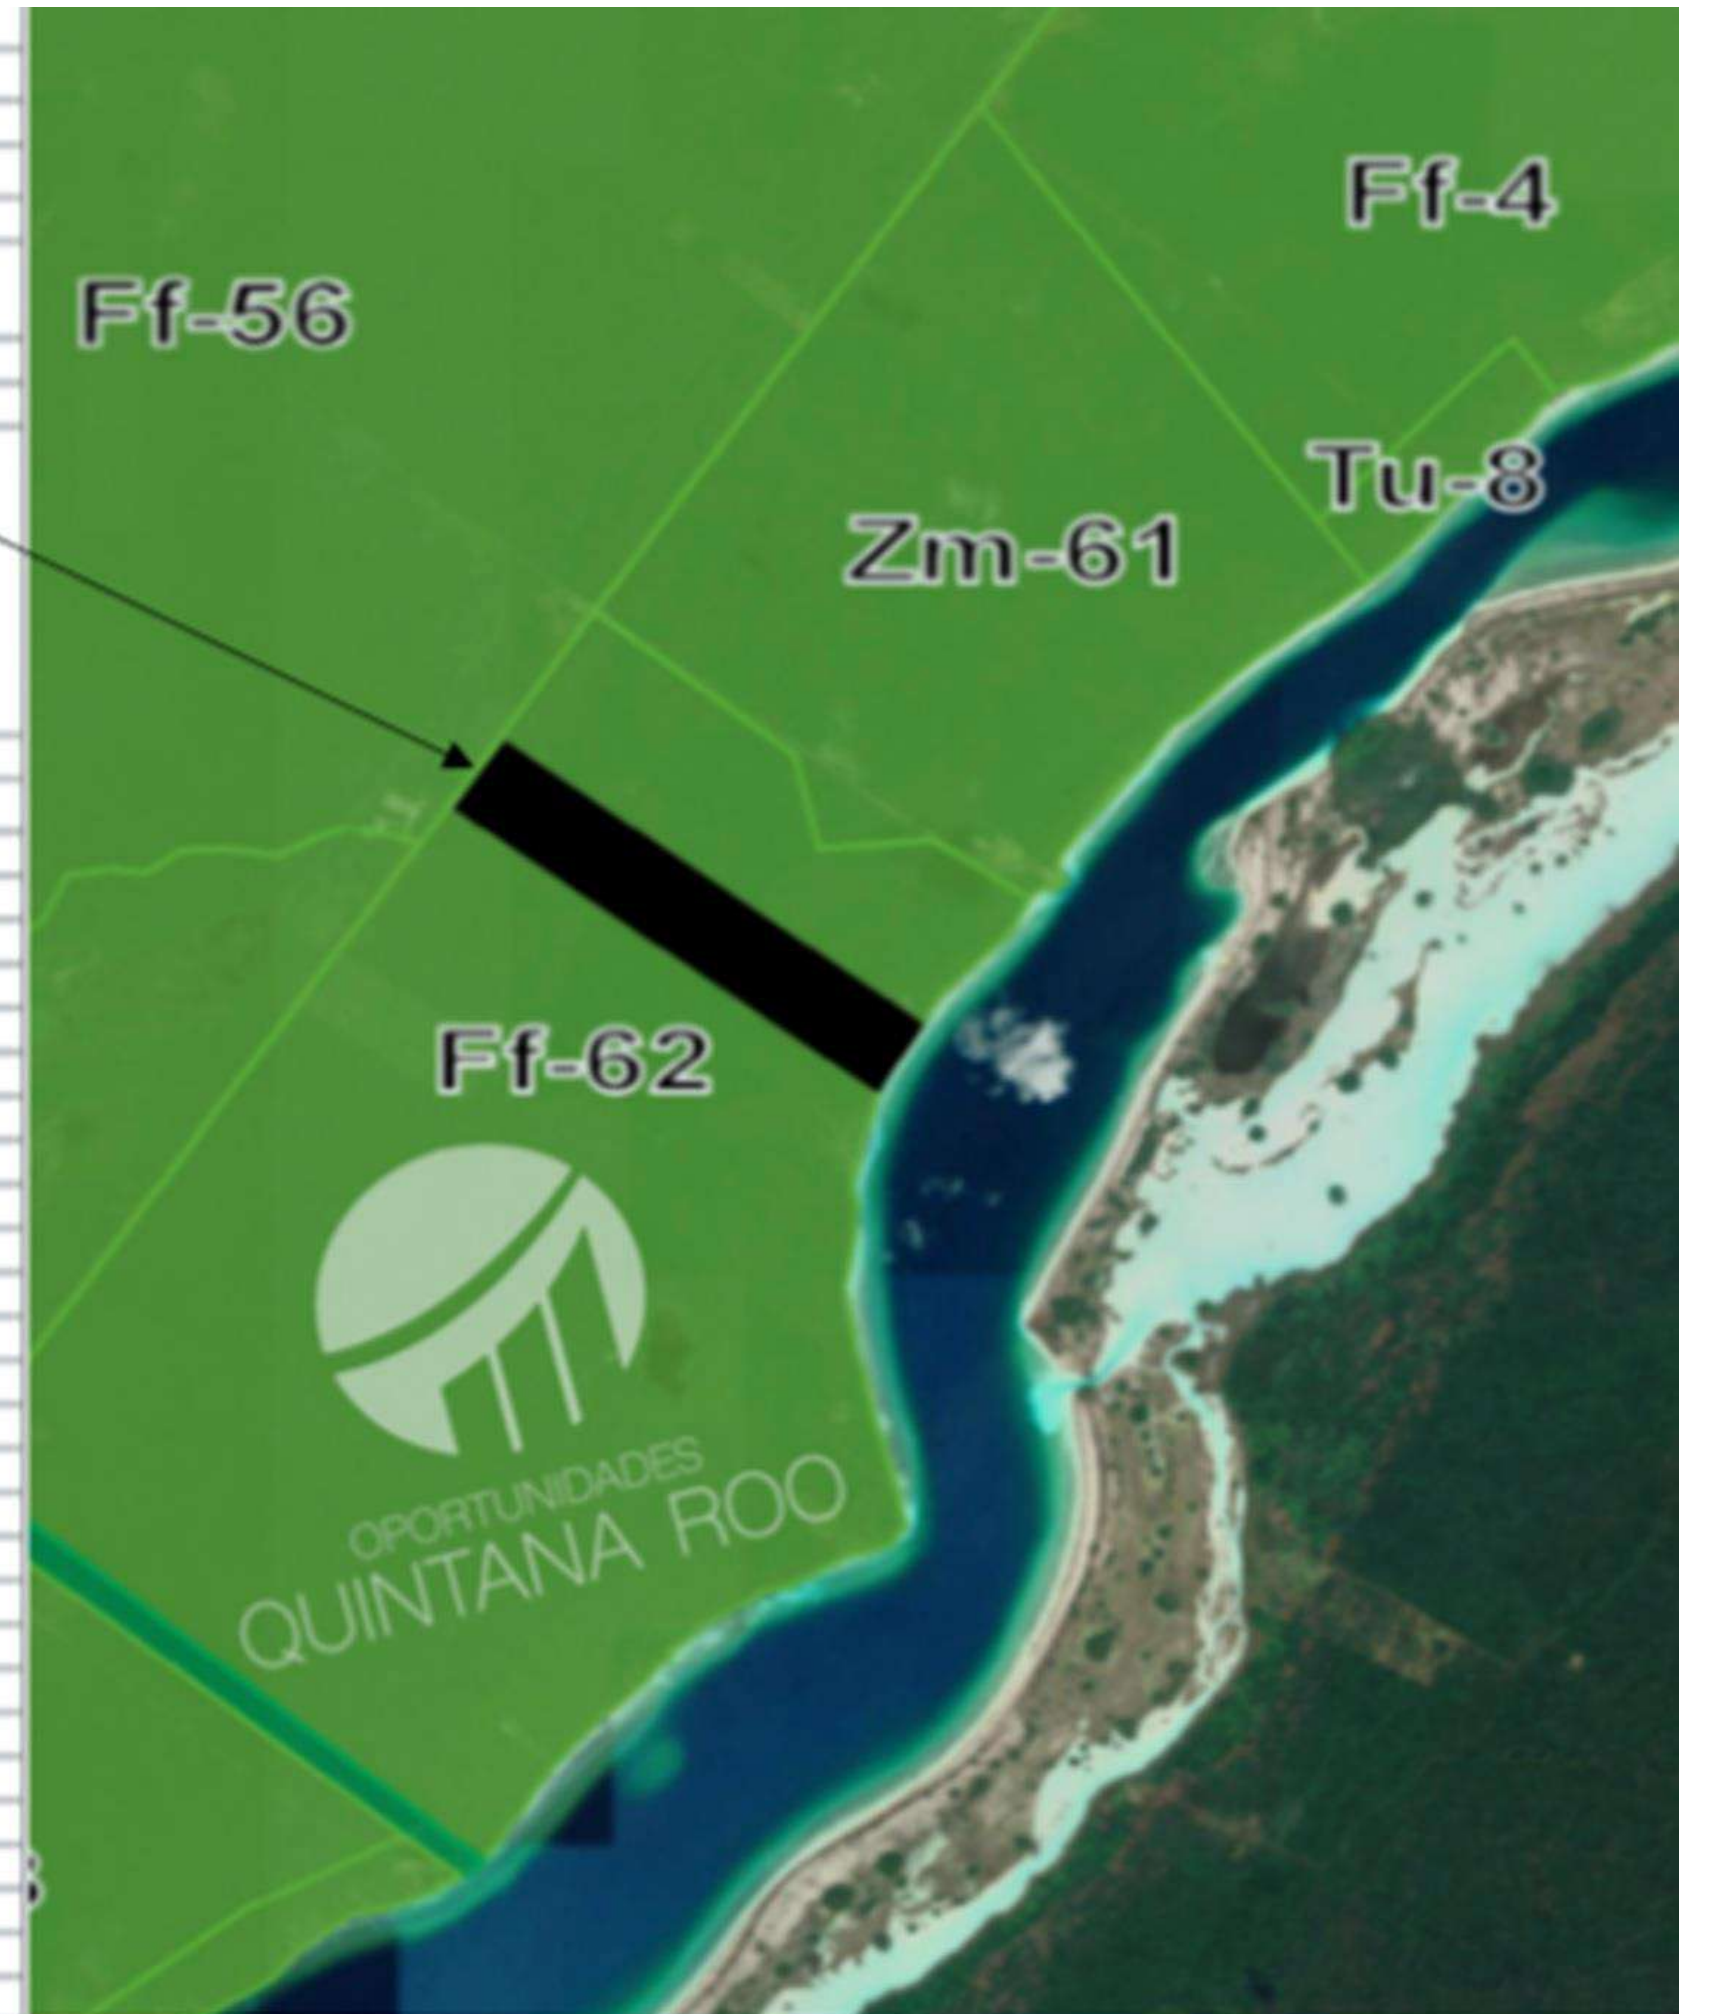 Ff-4
Ff-56
Tu-8
Zm-61
Ff-62
OPORTUNIDADES
QUINTANA ROO